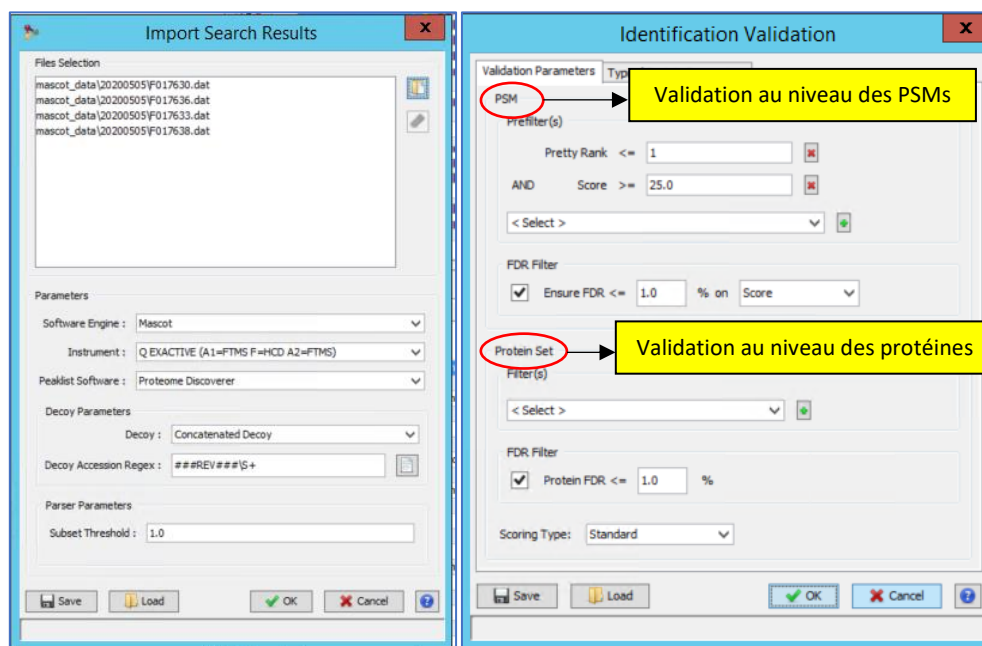 Import Search Results
x
Files Selection
mascot_data\20200505\F017630.dat
mascot_data\20200505\F017636.dat
mascot_data\20200505\F017633.dat
mascot_data\20200505\F017638.dat
Parameters
Software Engine : Mascot
Instrument : Q EXACTIVE (A1=FTMS F=HCD A2=FTMS)
Peaklist Software : Proteome Discoverer
Decoy Parameters
Decoy : Concatenated Decoy
Decoy Accession Regex : ###REV###\S+
Parser Parameters
Subset Threshold : 1.0
Save Load OK Cancel ?
Identification Validation
x
Validation Parameters Typ
PSM
Validation au niveau des PSMs
Prefilter(s)
Pretty Rank <= 1
AND Score >= 25.0
< Select >
FDR Filter
Ensure FDR <= 1.0 % on Score
Protein Set
Validation au niveau des protéines
Filter(s)
< Select >
FDR Filter
Protein FDR <= 1.0 %
Scoring Type: Standard
Save Load OK Cancel ?